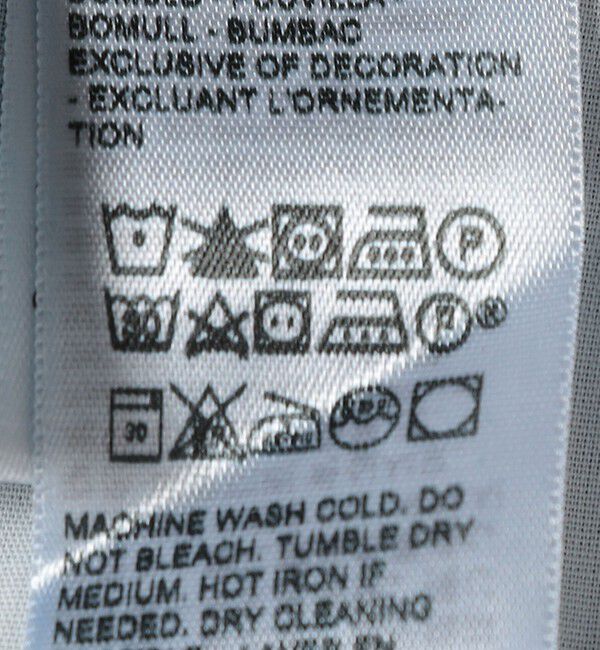 BOMULL - BUMBAC
EXCLUSIVE OF DECORATION
- EXCLUANT L'ORNEMENTA-
TION
P
®
30
MACHINE WASH COLD. DO
NOT BLEACH. TUMBLE DRY
MEDIUM. HOT IRON IF
NEEDED. DRY CLEANING